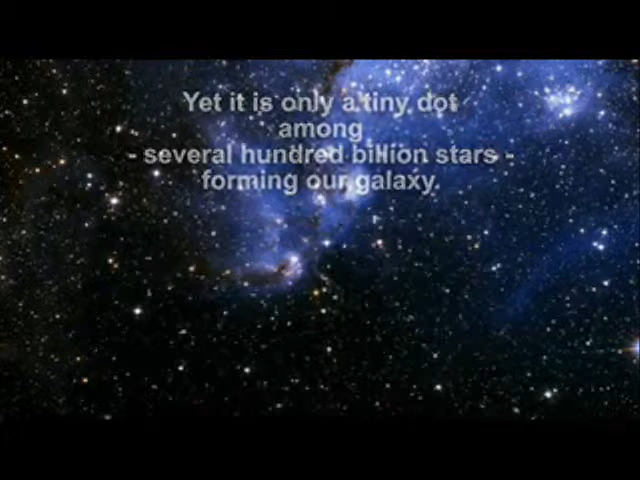 Yet it is only a tiny dot
among
- several hundred billion stars -
forming our galaxy.